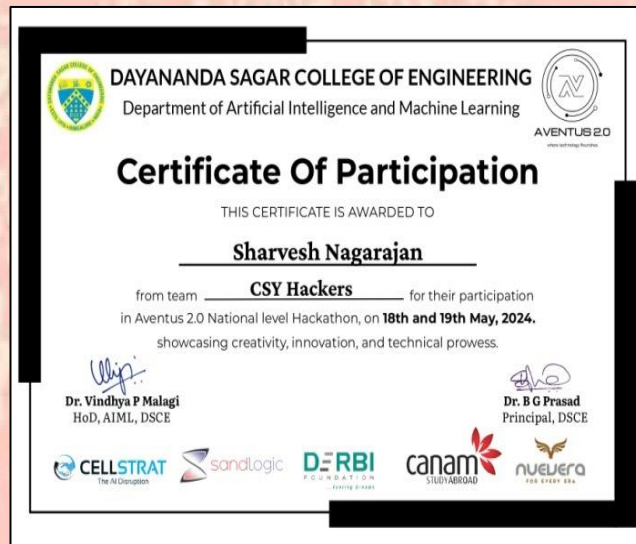 DAYANANDA SAGAR COLLEGE OF ENGINEERING
Department of Artificial Intelligence and Machine Learning
AVENTUS 2.0
Certificate Of Participation
THIS CERTIFICATE IS AWARDED TO
Sharvesh Nagarajan
from team CSY Hackers for their participation
in Aventus 2.0 National level Hackathon, on 18th and 19th May, 2024.
showcasing creativity, innovation, and technical prowess.
Dr. Vindhya P Malagi
HoD, AIML, DSCE
Dr. B G Prasad
Principal, DSCE
CELLSTRAT
The AI Disruption
sandlogic
DERBI
FOUNDATION
canam
STUDY ABROAD
nuevera
FOR EVERY ERA